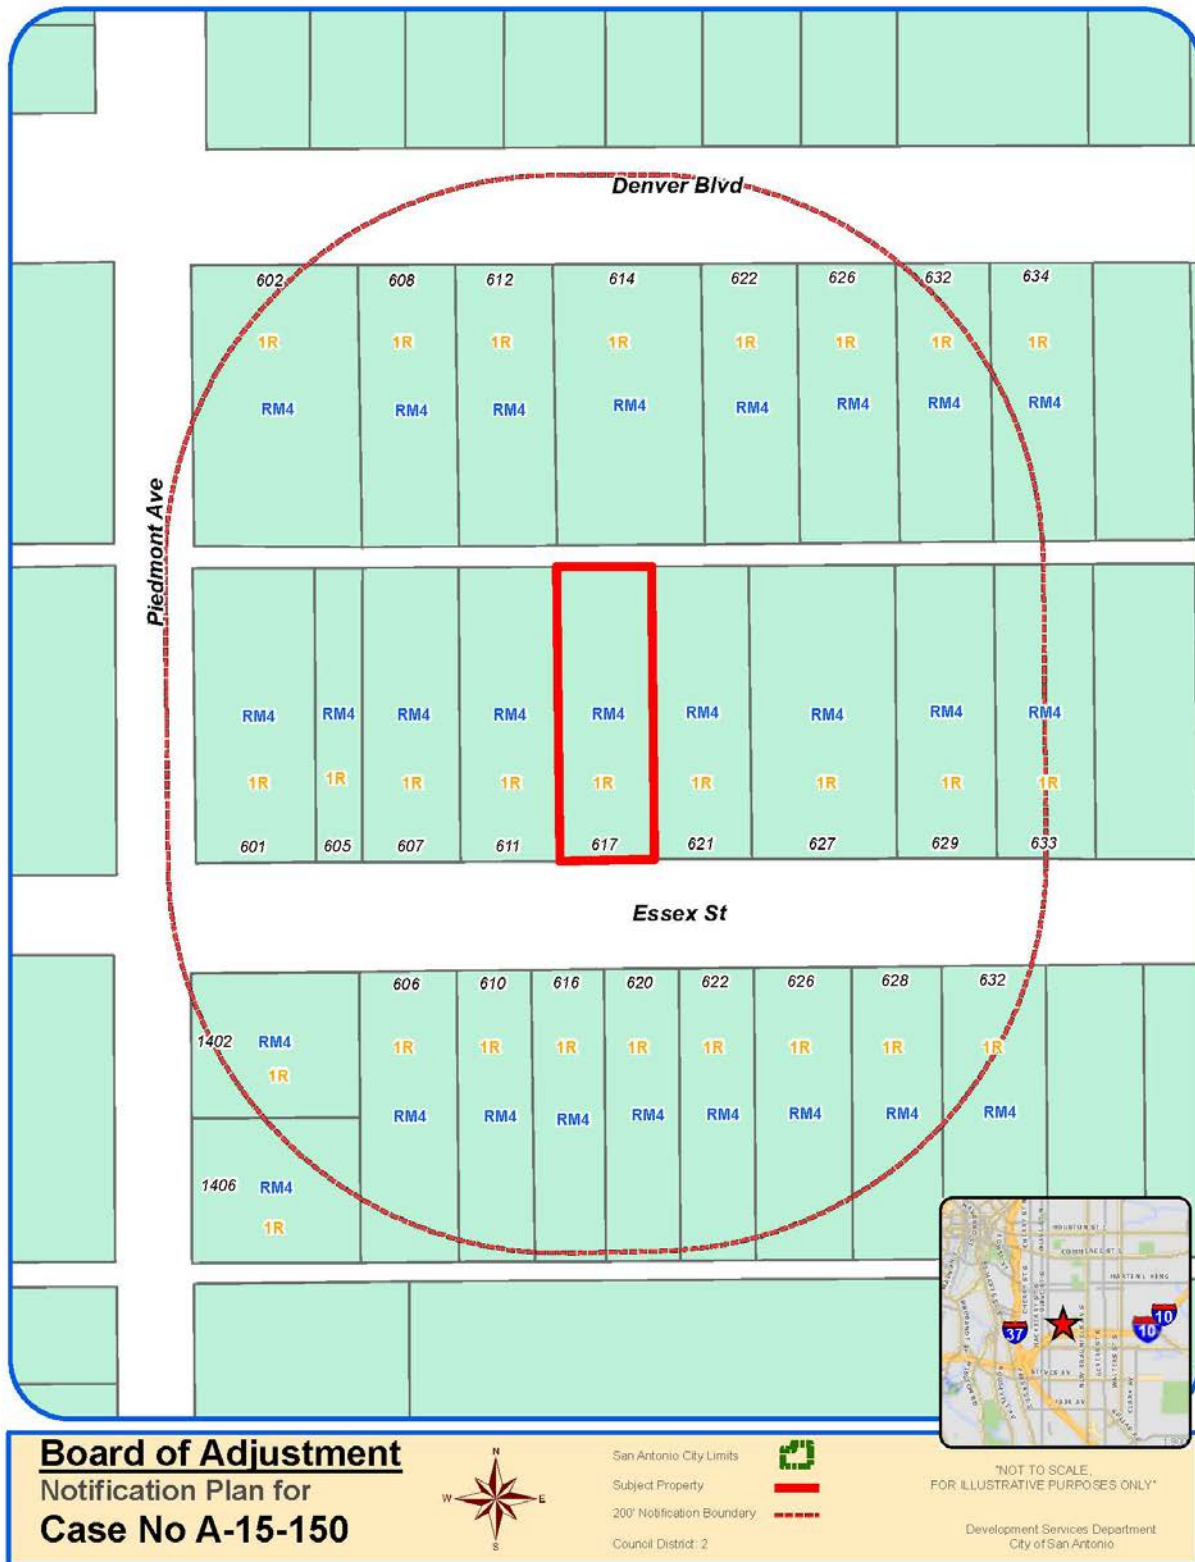 Denver Blvd
602 608 612 614 622 626 632 634
1R 1R 1R 1R 1R 1R 1R 1R
RM4 RM4 RM4 RM4 RM4 RM4 RM4 RM4
Piedmont Ave
RM4 RM4 RM4 RM4 RM4 RM4 RM4 RM4 RM4
1R 1R 1R 1R 1R 1R 1R 1R 1R
601 605 607 611 617 621 627 629 633
Essex St
606 610 616 620 622 626 628 632
1402 RM4 1R 1R 1R 1R 1R 1R 1R 1R
1R
RM4 RM4 RM4 RM4 RM4 RM4 RM4 RM4
1406 RM4
1R
HOUSTON ST
COMMERCE ST
MARTIN L KING
37
10
10
Board of Adjustment
Notification Plan for
Case No A-15-150
N
W E
S
San Antonio City Limits
Subject Property
200' Notification Boundary
Council District: 2
"NOT TO SCALE,
FOR ILLUSTRATIVE PURPOSES ONLY"
Development Services Department
City of San Antonio